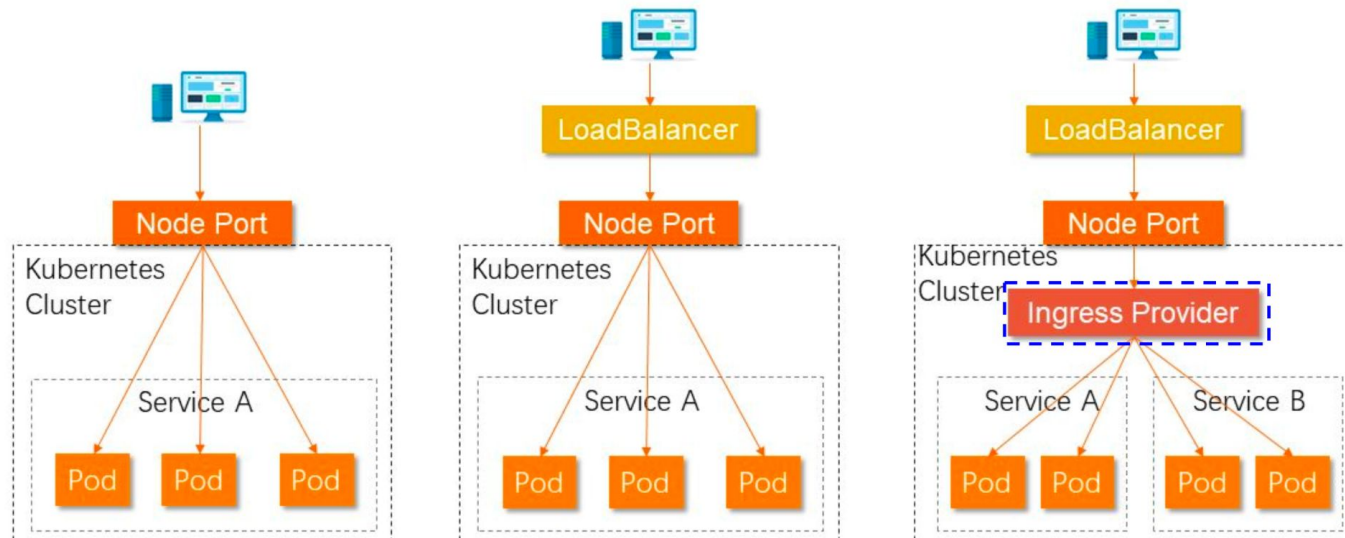 Node Port
Kubernetes
Cluster
Service A
Pod
Pod
Pod
LoadBalancer
Node Port
Kubernetes
Cluster
Service A
Pod
Pod
Pod
LoadBalancer
Node Port
Kubernetes
Cluster
Ingress Provider
Service A
Service B
Pod
Pod
Pod
Pod